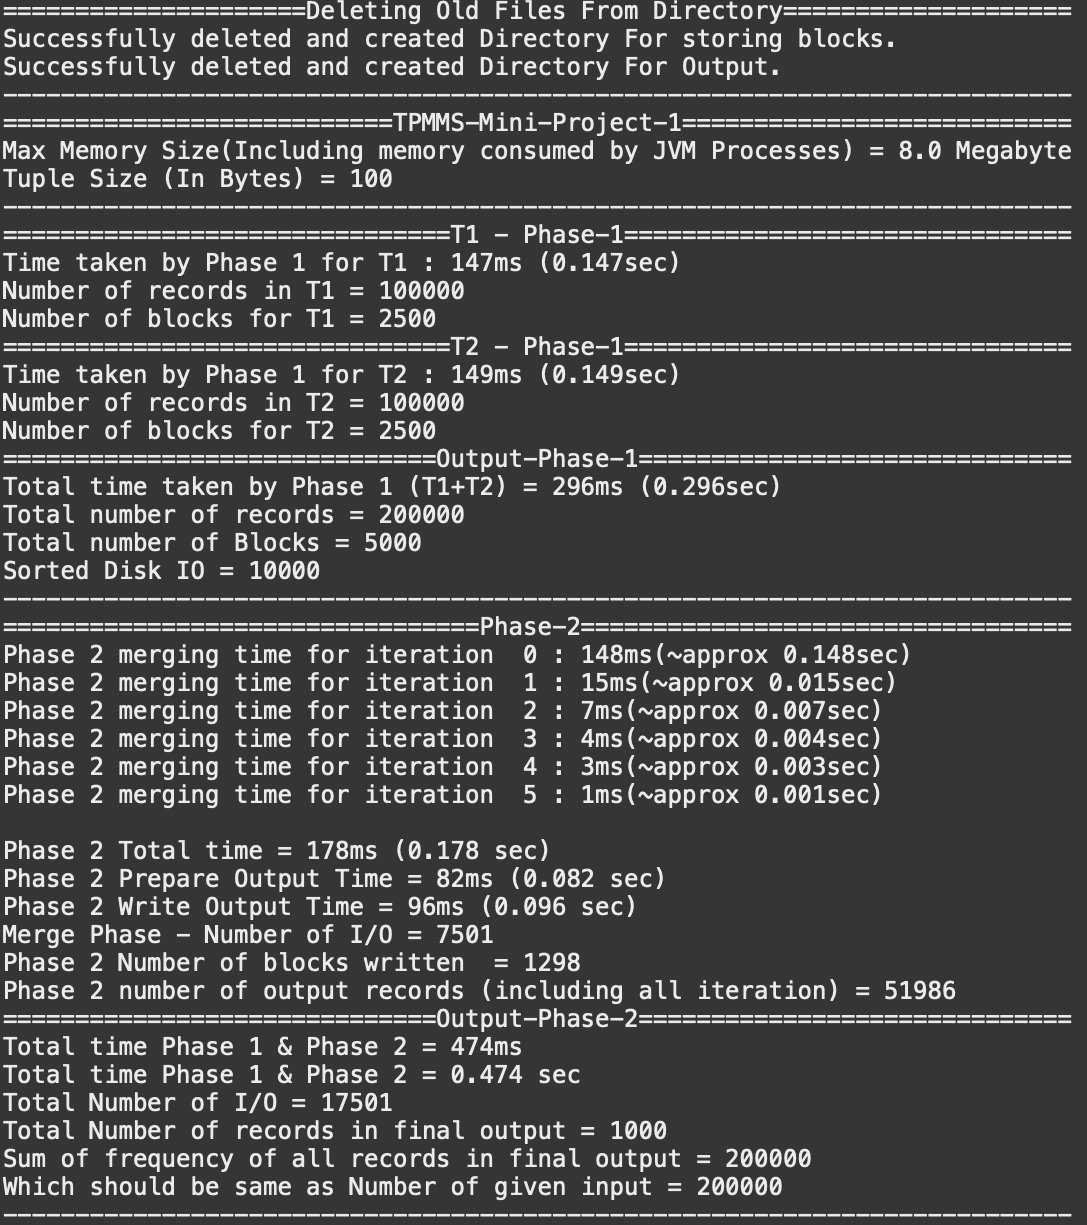 =====================Deleting Old Files From Directory====================
Successfully deleted and created Directory For storing blocks.
Successfully deleted and created Directory For Output.
--------------------------------------------------------------------------
===========================TPMMS-Mini-Project-1===========================
Max Memory Size(Including memory consumed by JVM Processes) = 8.0 Megabyte
Tuple Size (In Bytes) = 100
--------------------------------------------------------------------------
===============================T1 - Phase-1===============================
Time taken by Phase 1 for T1 : 147ms (0.147sec)
Number of records in T1 = 100000
Number of blocks for T1 = 2500
===============================T2 - Phase-1===============================
Time taken by Phase 1 for T2 : 149ms (0.149sec)
Number of records in T2 = 100000
Number of blocks for T2 = 2500
==============================Output-Phase-1==============================
Total time taken by Phase 1 (T1+T2) = 296ms (0.296sec)
Total number of records = 200000
Total number of Blocks = 5000
Sorted Disk IO = 10000
--------------------------------------------------------------------------
=================================Phase-2==================================
Phase 2 merging time for iteration  0 : 148ms(~approx 0.148sec)
Phase 2 merging time for iteration  1 : 15ms(~approx 0.015sec)
Phase 2 merging time for iteration  2 : 7ms(~approx 0.007sec)
Phase 2 merging time for iteration  3 : 4ms(~approx 0.004sec)
Phase 2 merging time for iteration  4 : 3ms(~approx 0.003sec)
Phase 2 merging time for iteration  5 : 1ms(~approx 0.001sec)

Phase 2 Total time = 178ms (0.178 sec)
Phase 2 Prepare Output Time = 82ms (0.082 sec)
Phase 2 Write Output Time = 96ms (0.096 sec)
Merge Phase - Number of I/O = 7501
Phase 2 Number of blocks written  = 1298
Phase 2 number of output records (including all iteration) = 51986
==============================Output-Phase-2==============================
Total time Phase 1 & Phase 2 = 474ms
Total time Phase 1 & Phase 2 = 0.474 sec
Total Number of I/O = 17501
Total Number of records in final output = 1000
Sum of frequency of all records in final output = 200000
Which should be same as Number of given input = 200000
--------------------------------------------------------------------------